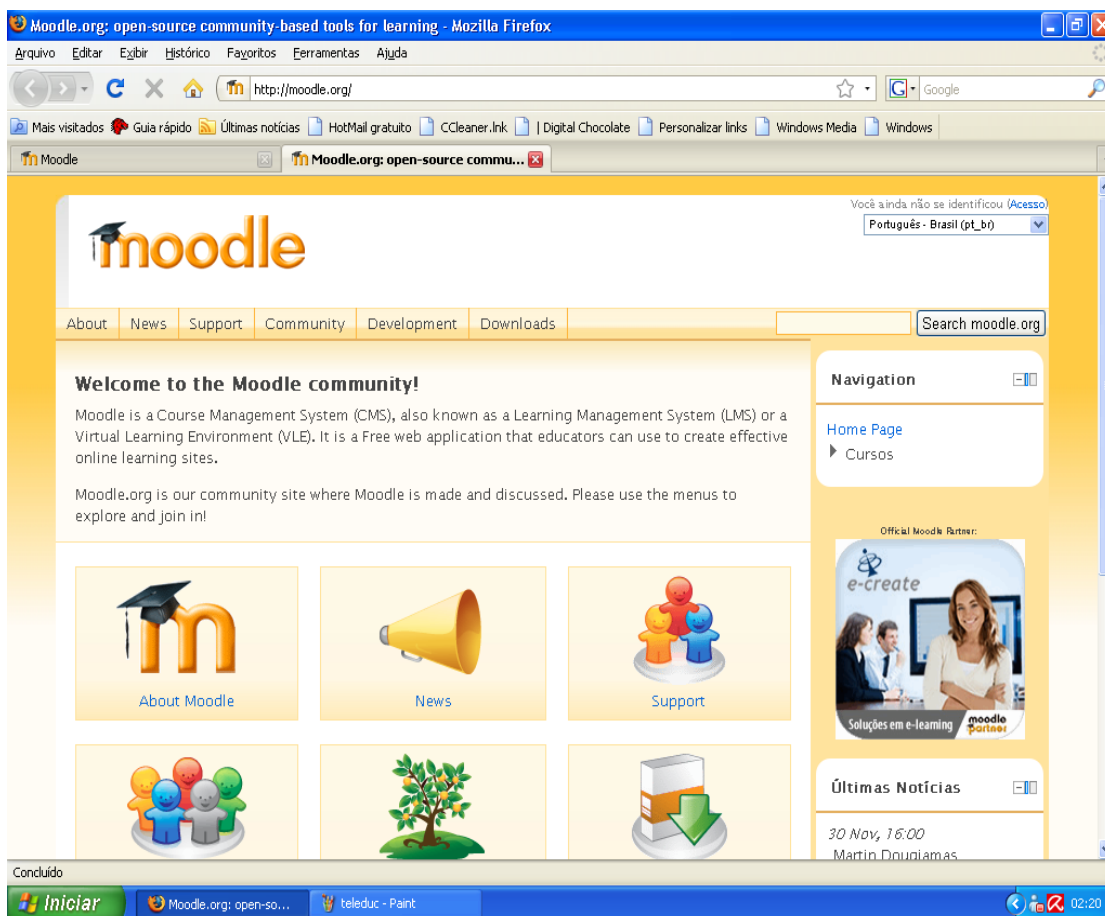 Moodle.org: open-source community-based tools for learning - Mozilla Firefox
Arquivo Editar Exibir Histórico Favoritos Ferramentas Ajuda
http://moodle.org/
Google
Mais visitados Guia rápido Últimas notícias HotMail gratuito CCleaner.lnk | Digital Chocolate Personalizar links Windows Media Windows
Moodle
Moodle.org: open-source commu...
Você ainda não se identificou (Acesso)
Português - Brasil (pt_br)
moodle
About News Support Community Development Downloads
Search moodle.org
Welcome to the Moodle community!
Moodle is a Course Management System (CMS), also known as a Learning Management System (LMS) or a
Virtual Learning Environment (VLE). It is a Free web application that educators can use to create effective
online learning sites.
Moodle.org is our community site where Moodle is made and discussed. Please use the menus to
explore and join in!
Navigation
Home Page
Cursos
Official Moodle Partner:
e-create
Soluções em e-learning
moodle
partner
m
About Moodle
News
Support
Últimas Notícias
30 Nov, 16:00
Martin Dougiamas
Concluído
Iniciar
Moodle.org: open-so...
teleduc - Paint
02:20